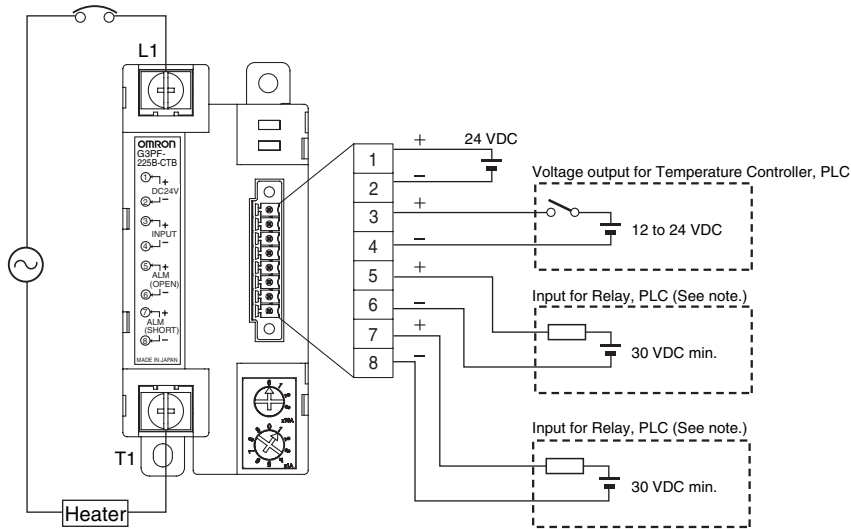 L1
OMRON
G3PF-
225B-CTB
① +
DC24V
② −
③ +
INPUT
④ −
⑤ +
ALM
(OPEN)
⑥ −
⑦ +
ALM
(SHORT)
⑧ −
MADE IN JAPAN
T1
Heater
1 + 24 VDC
2 −
3 +
4 −
5 +
6 −
7 +
8 −
Voltage output for Temperature Controller, PLC
12 to 24 VDC
Input for Relay, PLC (See note.)
30 VDC min.
Input for Relay, PLC (See note.)
30 VDC min.
x10A
x1A